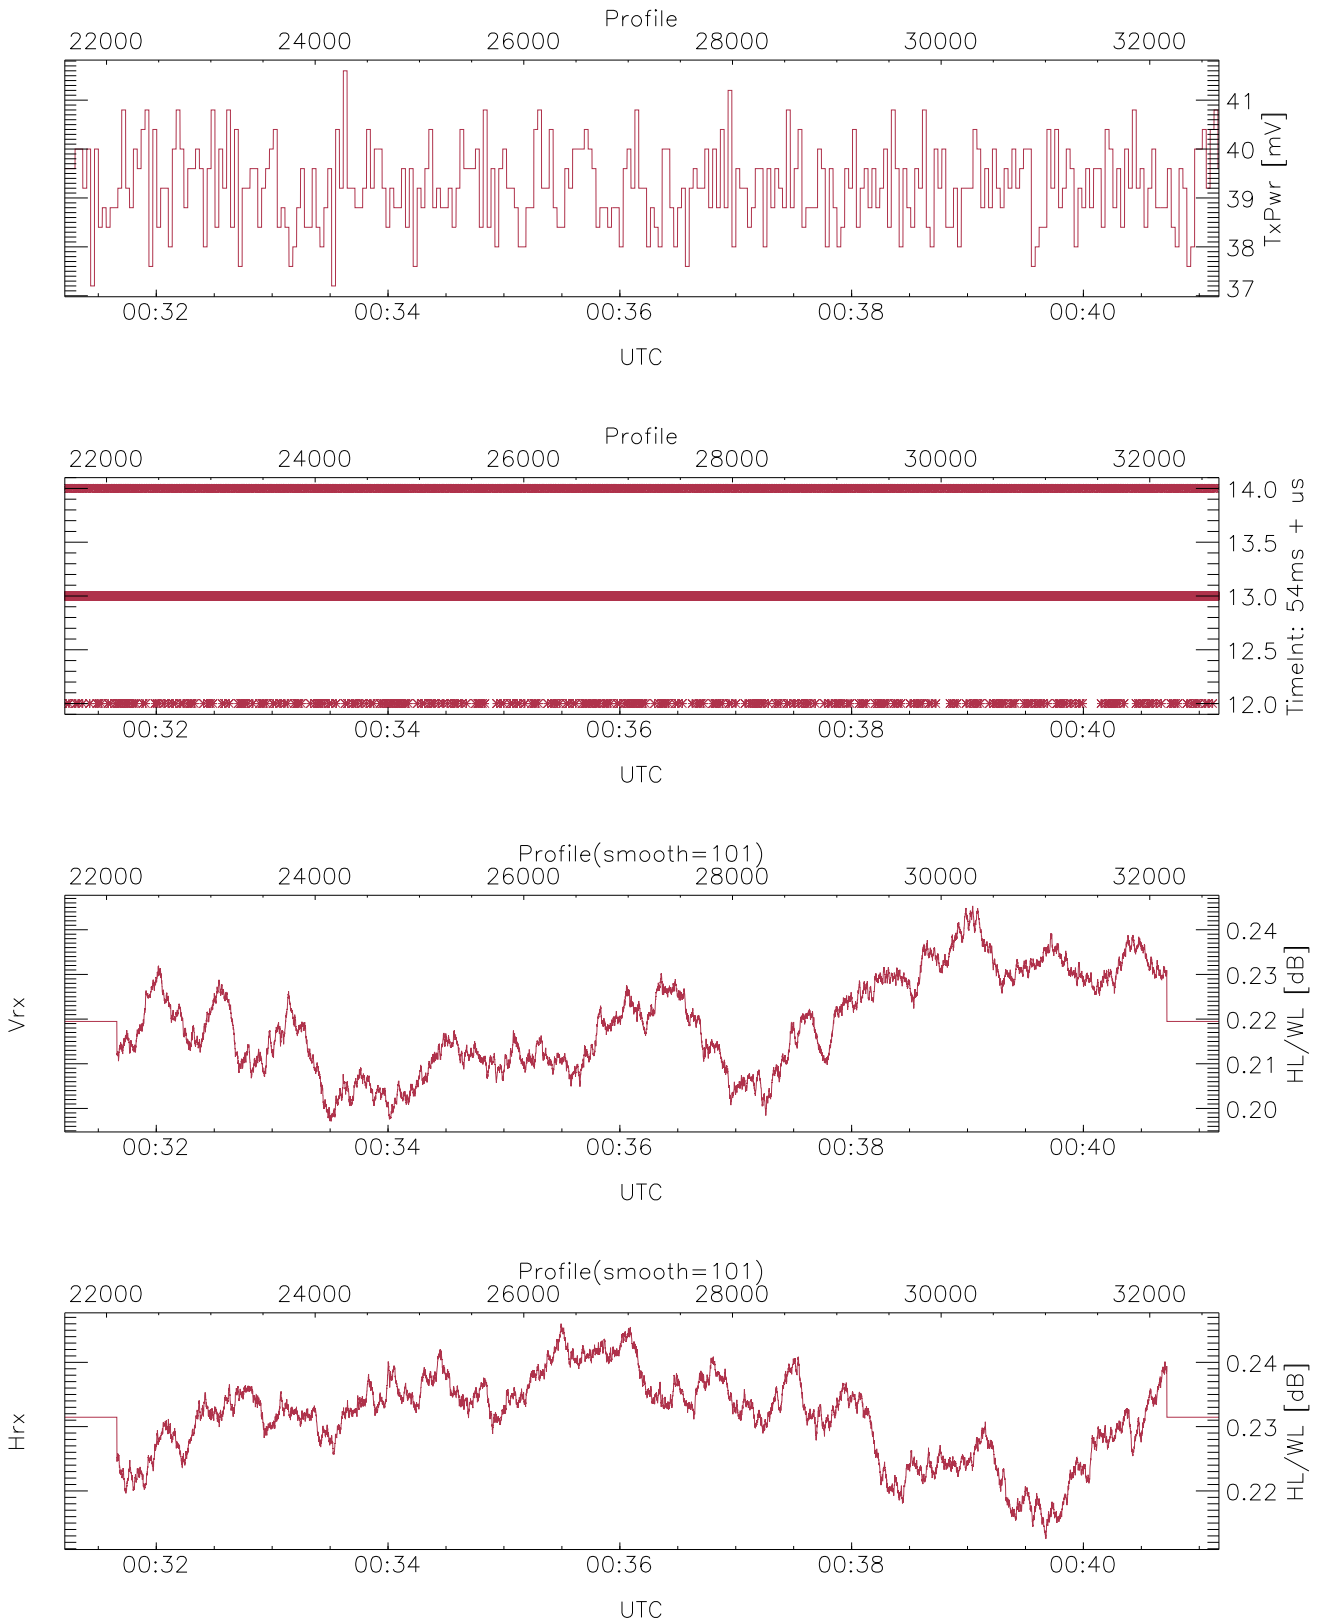 Profile
22000 24000 26000 28000 30000 32000
41
40
39
38
37
TxPwr [mV]
00:32 00:34 00:36 00:38 00:40
UTC
Profile
22000 24000 26000 28000 30000 32000
14.0
13.5
13.0
12.5
12.0
TimeInt: 54ms + us
00:32 00:34 00:36 00:38 00:40
UTC
Profile(smooth=101)
22000 24000 26000 28000 30000 32000
Vrx
0.24
0.23
0.22
0.21
0.20
HL/WL [dB]
00:32 00:34 00:36 00:38 00:40
UTC
Profile(smooth=101)
22000 24000 26000 28000 30000 32000
Hrx
0.24
0.23
0.22
HL/WL [dB]
00:32 00:34 00:36 00:38 00:40
UTC